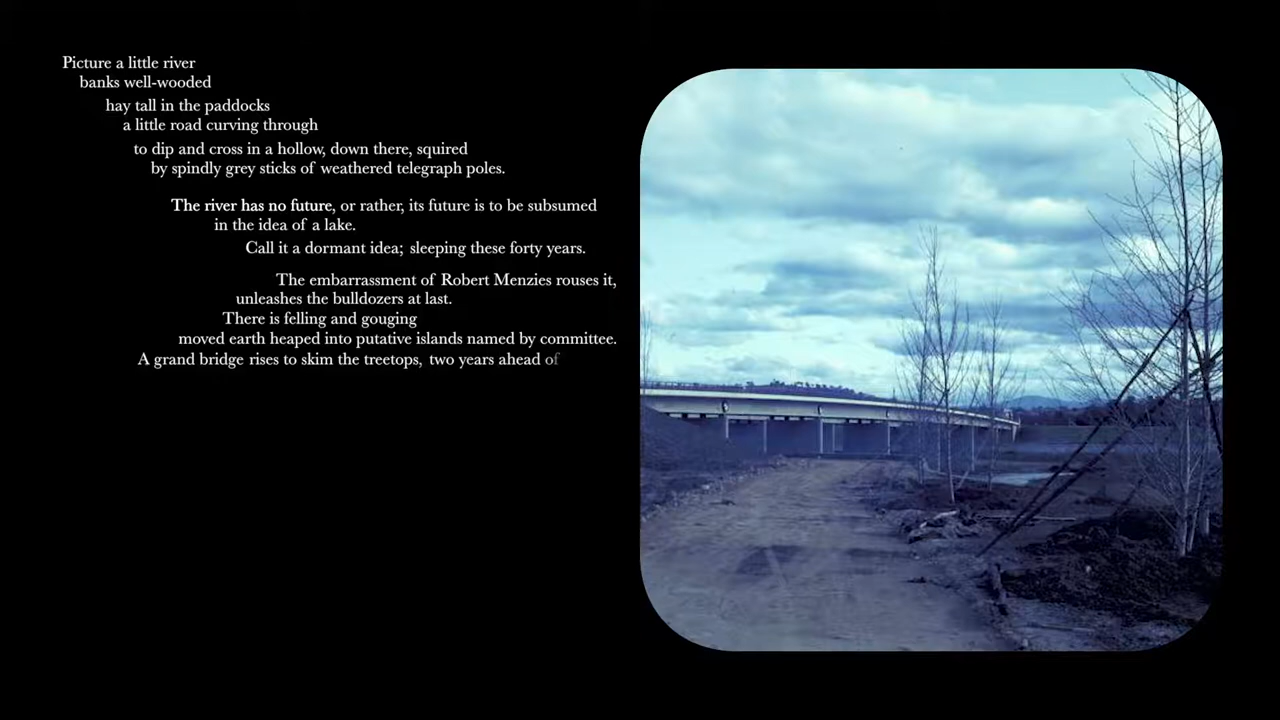 Picture a little river
banks well-wooded
hay tall in the paddocks
a little road curving through
to dip and cross in a hollow, down there, squired
by spindly grey sticks of weathered telegraph poles.
The river has no future, or rather, its future is to be subsumed
in the idea of a lake.
Call it a dormant idea; sleeping these forty years.
The embarrassment of Robert Menzies rouses it,
unleashes the bulldozers at last.
There is felling and gouging
moved earth heaped into putative islands named by committee.
A grand bridge rises to skim the treetops, two years ahead of